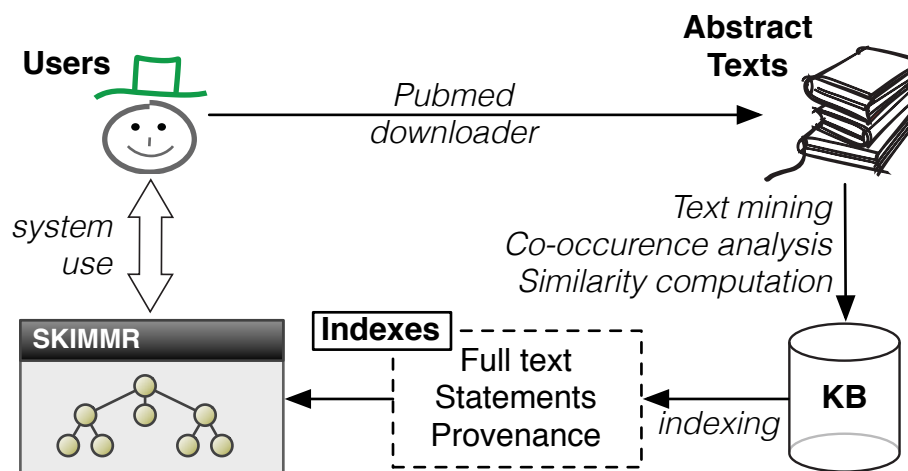 Users
Abstract
Texts
Pubmed
downloader
system
use
Text mining
Co-occurence analysis
Similarity computation
SKIMMR
Indexes
Full text
Statements
Provenance
indexing
KB